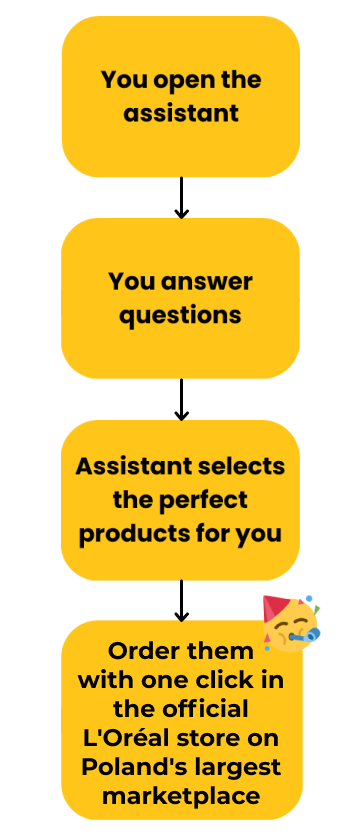 You open the
assistant
You answer
questions
Assistant selects
the perfect
products for you
Order them
with one click in
the official
L'Oréal store on
Poland's largest
marketplace